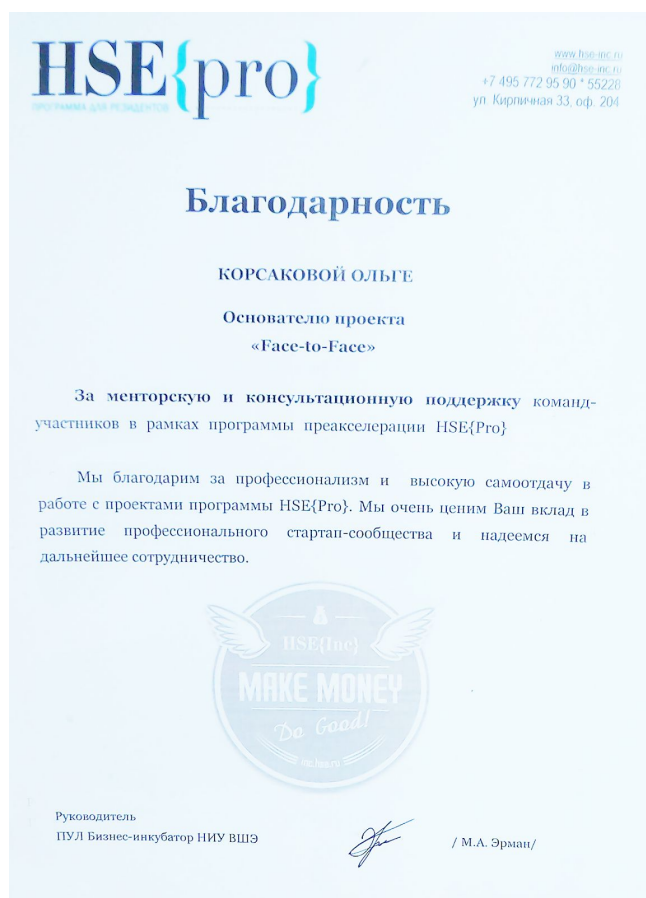 HSE{pro}
ПРОГРАММА ДЛЯ РЕЗИДЕНТОВ
www.hse-inc.ru
info@hse-inc.ru
+7 495 772 95 90 * 55228
ул. Кирпичная 33, оф. 204
Благодарность
КОРСАКОВОЙ ОЛЬГЕ
Основателю проекта
«Face-to-Face»
За менторскую и консультационную поддержку команд-
участников в рамках программы преакселерации HSE{Pro}
Мы благодарим за профессионализм и высокую самоотдачу в
работе с проектами программы HSE{Pro}. Мы очень ценим Ваш вклад в
развитие профессионального стартап-сообщества и надеемся на
дальнейшее сотрудничество.
HSE{Inc}
MAKE MONEY
Do Good!
inc.hse.ru
Руководитель
ПУЛ Бизнес-инкубатор НИУ ВШЭ
/ М.А. Эрман/